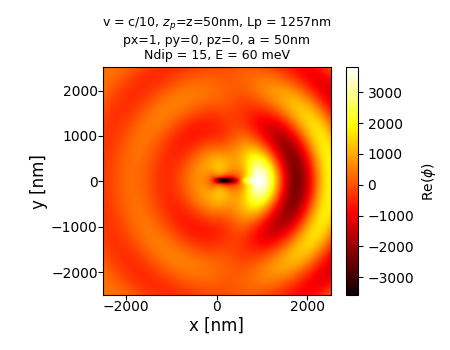 v = c/10, z_p=z=50nm, Lp = 1257nm
px=1, py=0, pz=0, a = 50nm
Ndip = 15, E = 60 meV
2000
1000
0
−1000
−2000
y [nm]
−2000 0 2000
x [nm]
3000
2000
1000
0
−1000
−2000
−3000
Re(ϕ)